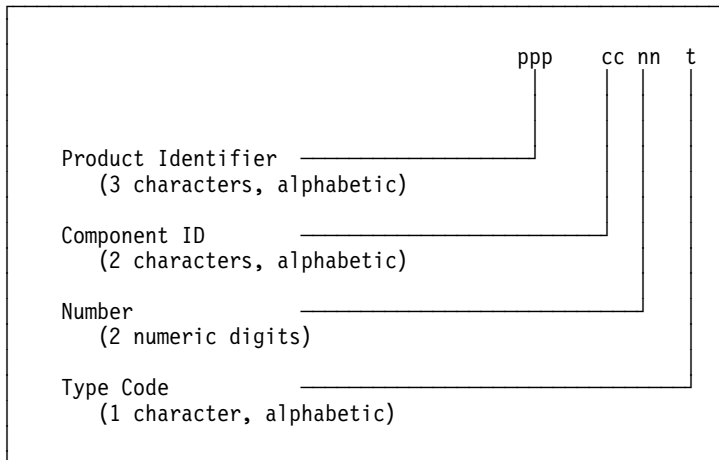 ppp cc nn t
Product Identifier
(3 characters, alphabetic)
Component ID
(2 characters, alphabetic)
Number
(2 numeric digits)
Type Code
(1 character, alphabetic)